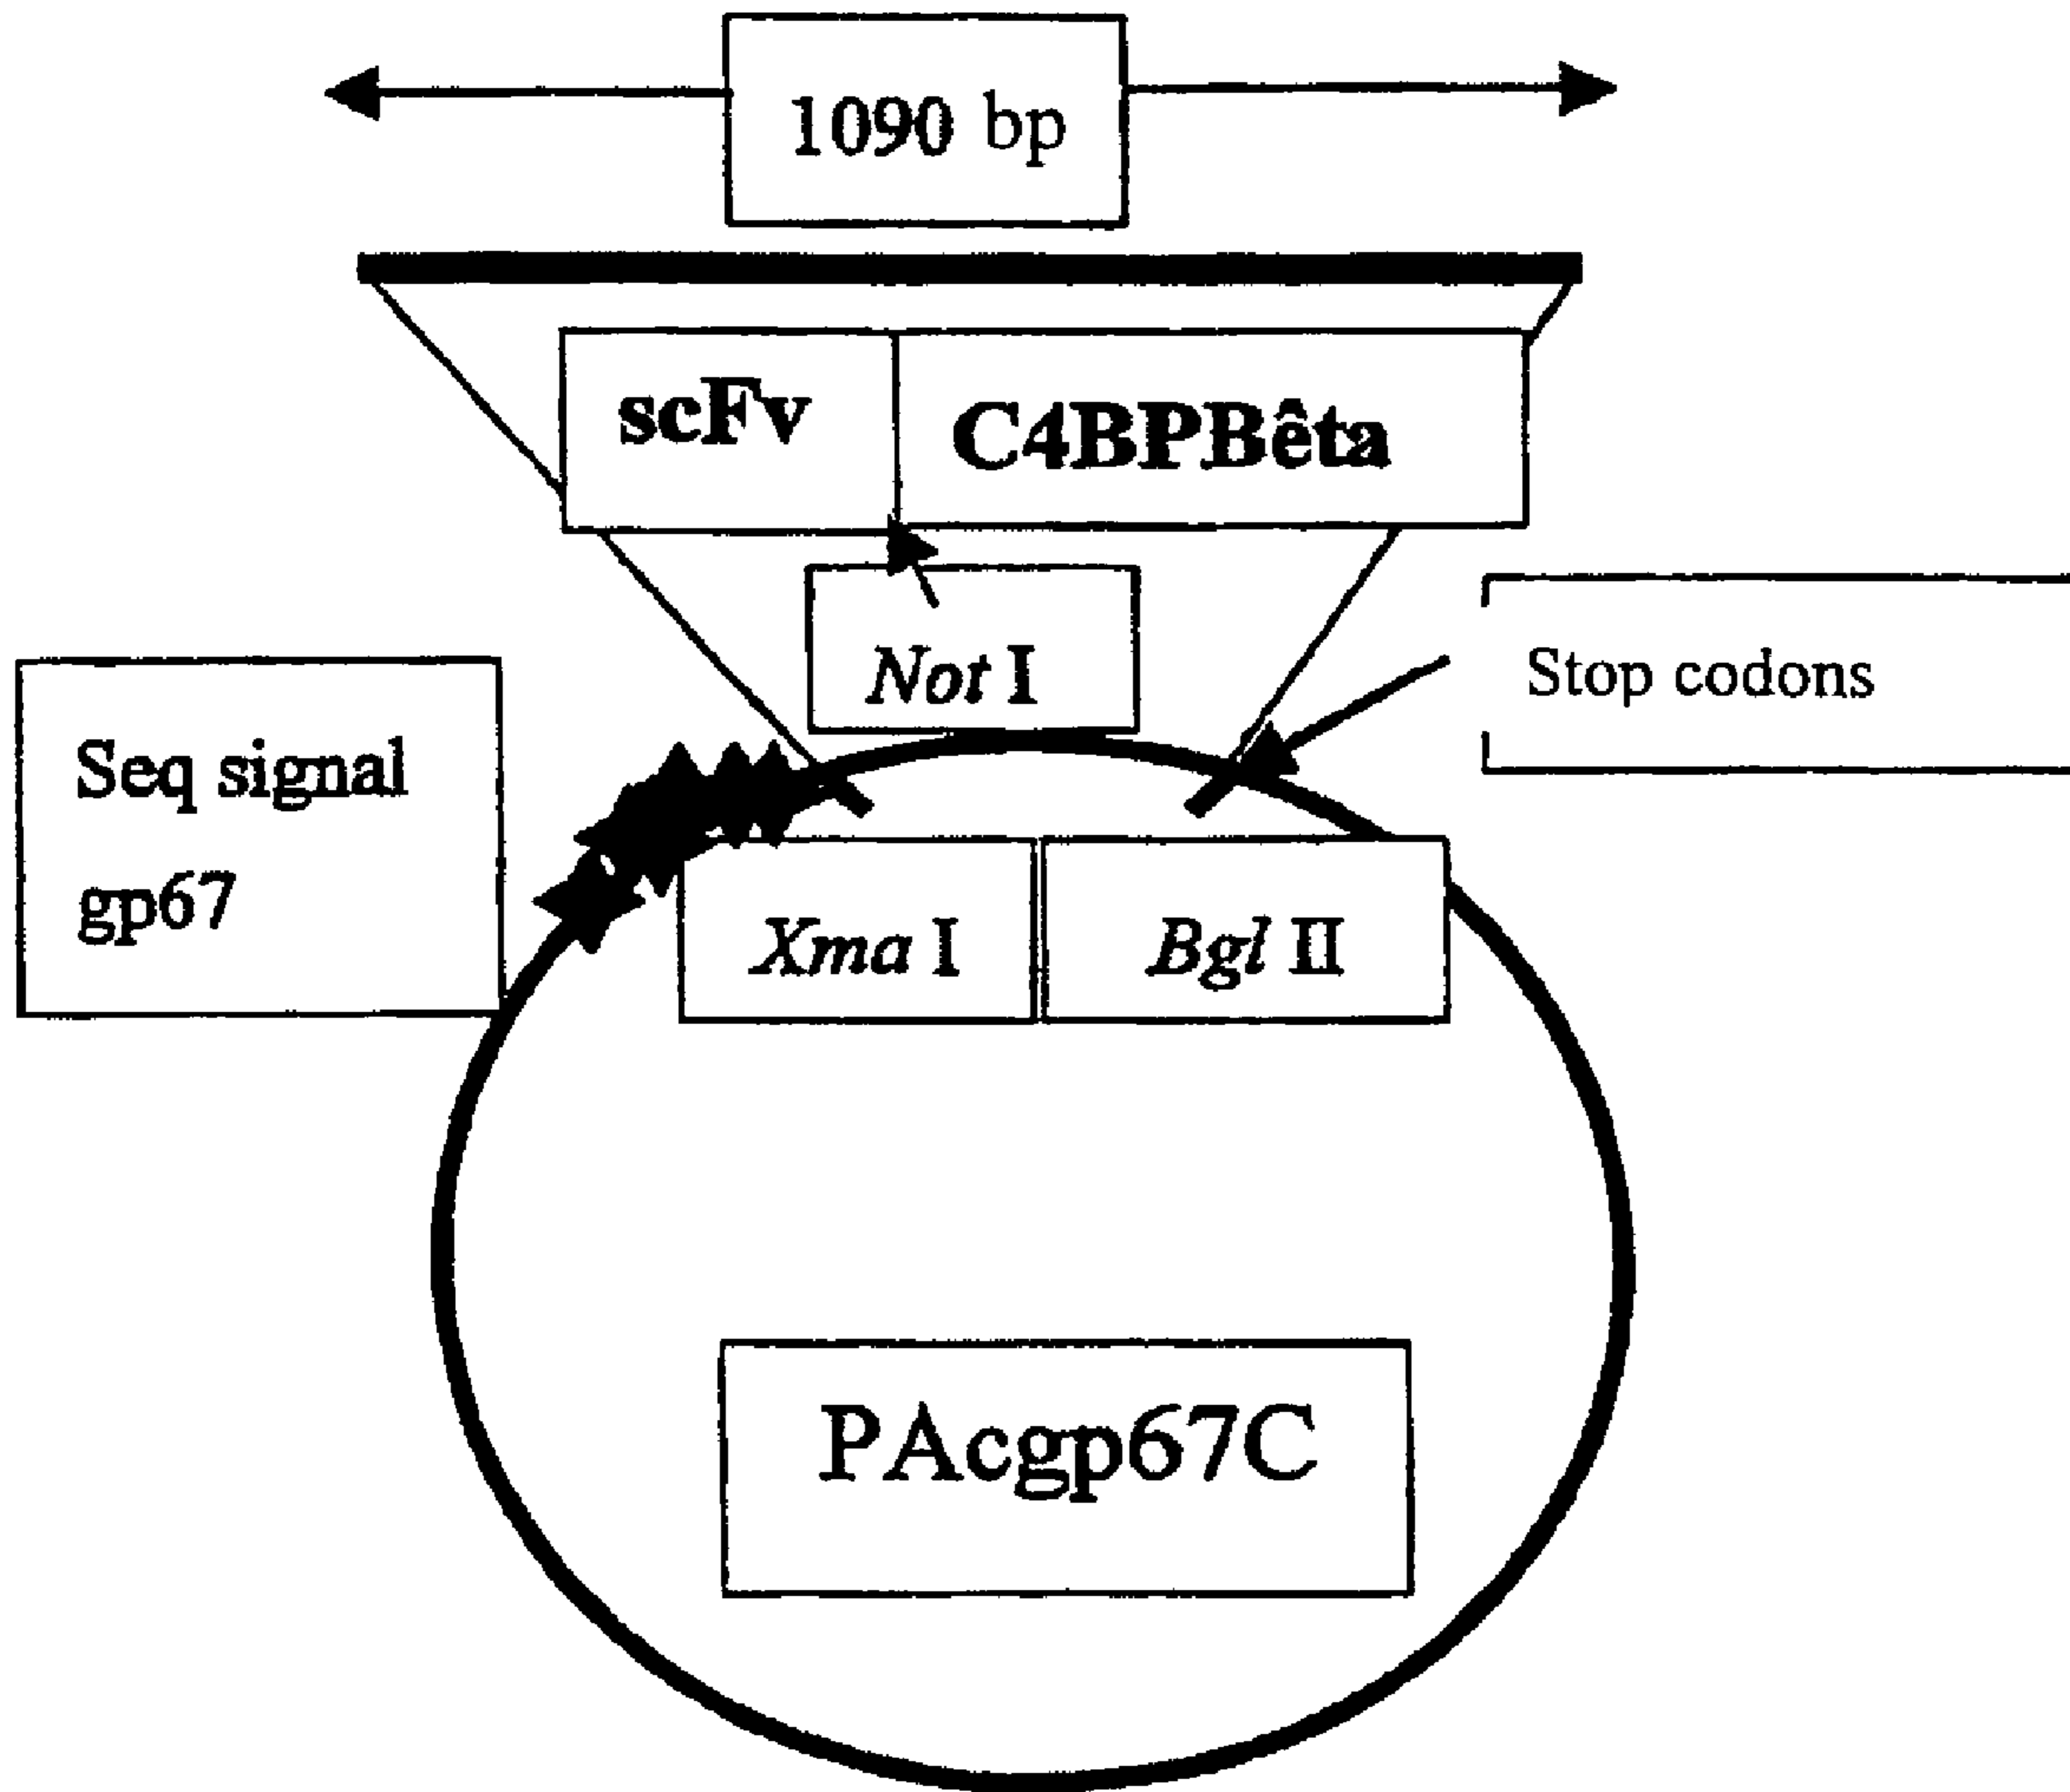 1090 bp
scFv
C4BPBêta
Not I
Stop codons
Seq signal
gp67
Xma I
Bgl II
PAcgp67C